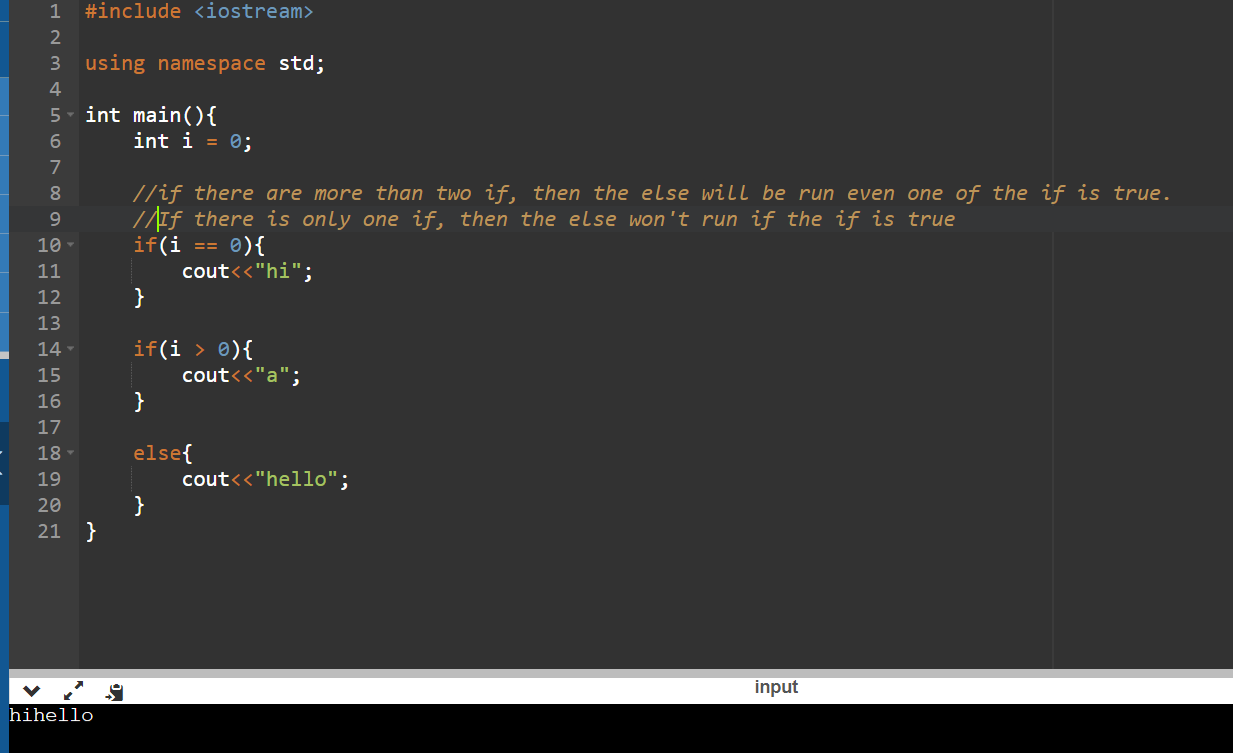 1 #include <iostream>
2
3 using namespace std;
4
5 int main(){
6     int i = 0;
7
8     //if there are more than two if, then the else will be run even one of the if is true.
9     //If there is only one if, then the else won't run if the if is true
10     if(i == 0){
11         cout<<"hi";
12     }
13
14     if(i > 0){
15         cout<<"a";
16     }
17
18     else{
19         cout<<"hello";
20     }
21 }
input
hihello